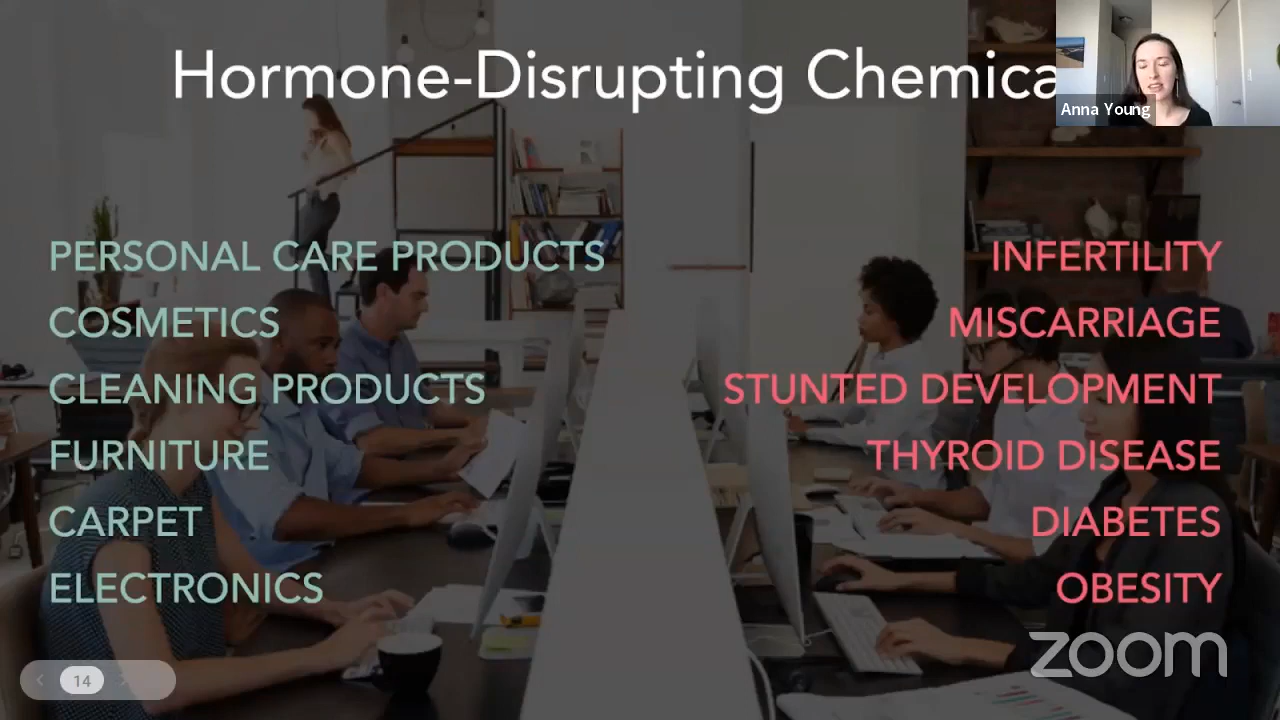 Hormone-Disrupting Chemica
Anna Young
PERSONAL CARE PRODUCTS
COSMETICS
CLEANING PRODUCTS
FURNITURE
CARPET
ELECTRONICS
INFERTILITY
MISCARRIAGE
STUNTED DEVELOPMENT
THYROID DISEASE
DIABETES
OBESITY
14
zoom